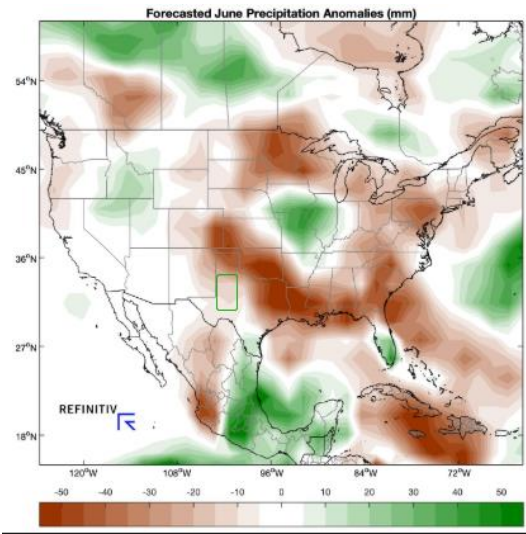 Forecasted June Precipitation Anomalies (mm)
54°N
45°N
36°N
27°N
18°N
REFINITIV
120°W 108°W 96°W 84°W 72°W
-50 -40 -30 -20 -10 0 10 20 30 40 50